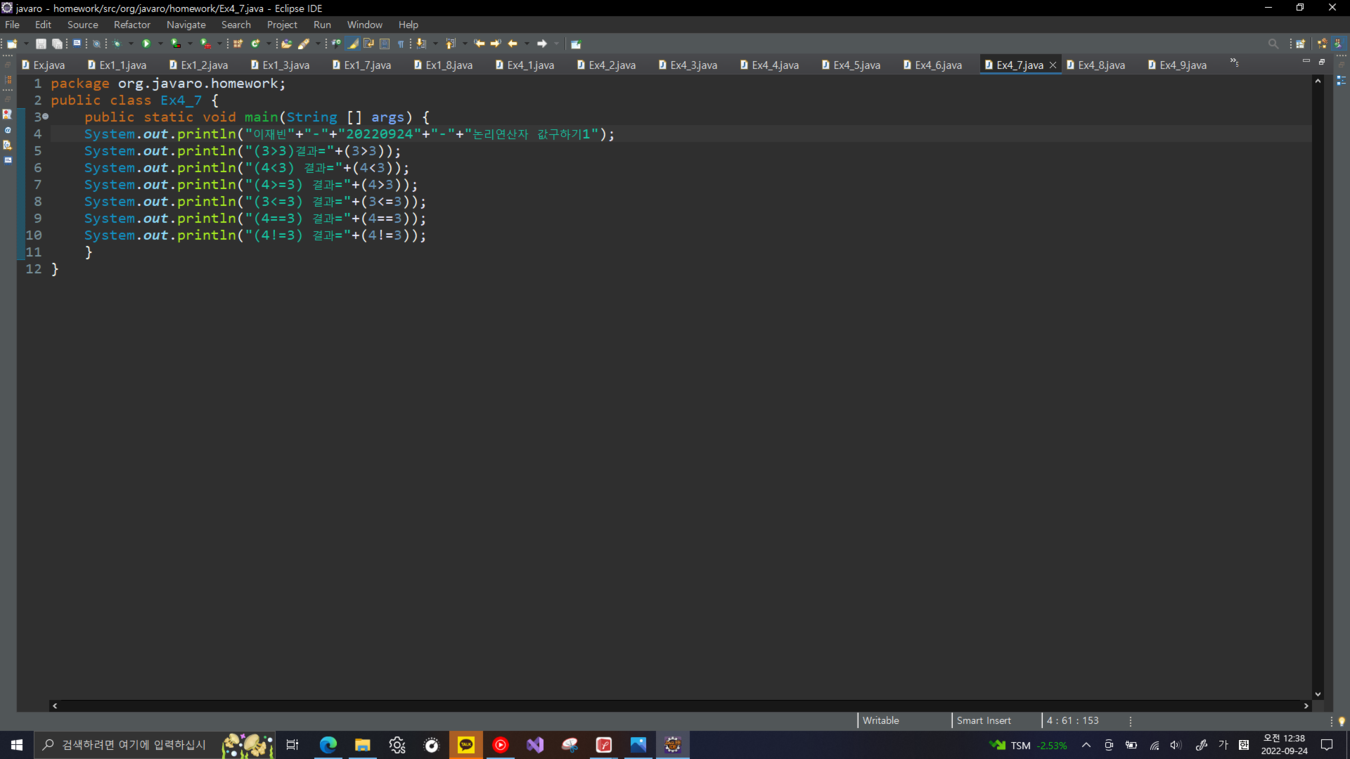 javaro - homework/src/org/javaro/homework/Ex4_7.java - Eclipse IDE
File Edit Source Refactor Navigate Search Project Run Window Help
Ex.java Ex1_1.java Ex1_2.java Ex1_3.java Ex1_7.java Ex1_8.java Ex4_1.java Ex4_2.java Ex4_3.java Ex4_4.java Ex4_5.java Ex4_6.java Ex4_7.java Ex4_8.java Ex4_9.java
1 package org.javaro.homework;
2 public class Ex4_7 {
3 public static void main(String [] args) {
4 System.out.println("이재빈"+"-"+"20220924"+"-"+"논리연산자 값구하기1");
5 System.out.println("(3>3)결과="+(3>3));
6 System.out.println("(4<3) 결과="+(4<3));
7 System.out.println("(4>=3) 결과="+(4>3));
8 System.out.println("(3<=3) 결과="+(3<=3));
9 System.out.println("(4==3) 결과="+(4==3));
10 System.out.println("(4!=3) 결과="+(4!=3));
11 }
12 }
Writable Smart Insert 4 : 61 : 153
검색하려면 여기에 입력하십시
TALK
TSM -2.53% 가 한 오전 12:38
2022-09-24